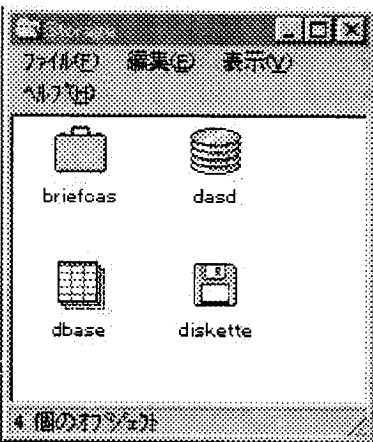 ファイル(F) 編集(E) 表示(V)
ヘルプ(H)
briefcas dasd
dbase diskette
4 個のオブジェクト